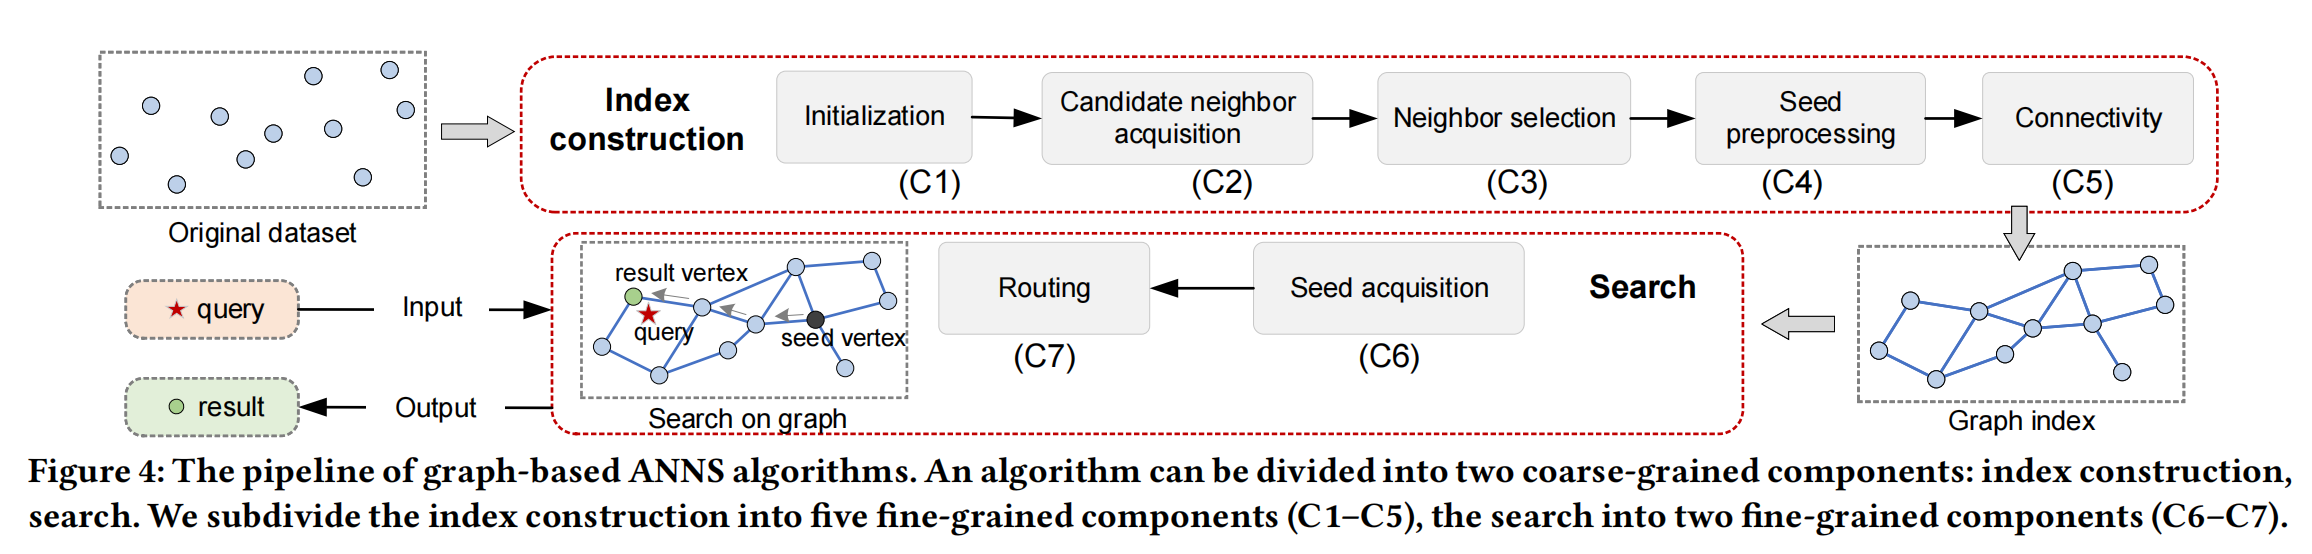 Index
construction
Initialization
Candidate neighbor
acquisition
Neighbor selection
Seed
preprocessing
Connectivity
(C1)
(C2)
(C3)
(C4)
(C5)
Original dataset
query
Input
result
Output
result vertex
query
seed vertex
Search on graph
Routing
(C7)
Seed acquisition
(C6)
Search
Graph index
Figure 4: The pipeline of graph-based ANNS algorithms. An algorithm can be divided into two coarse-grained components: index construction,
search. We subdivide the index construction into five fine-grained components (C1–C5), the search into two fine-grained components (C6–C7).